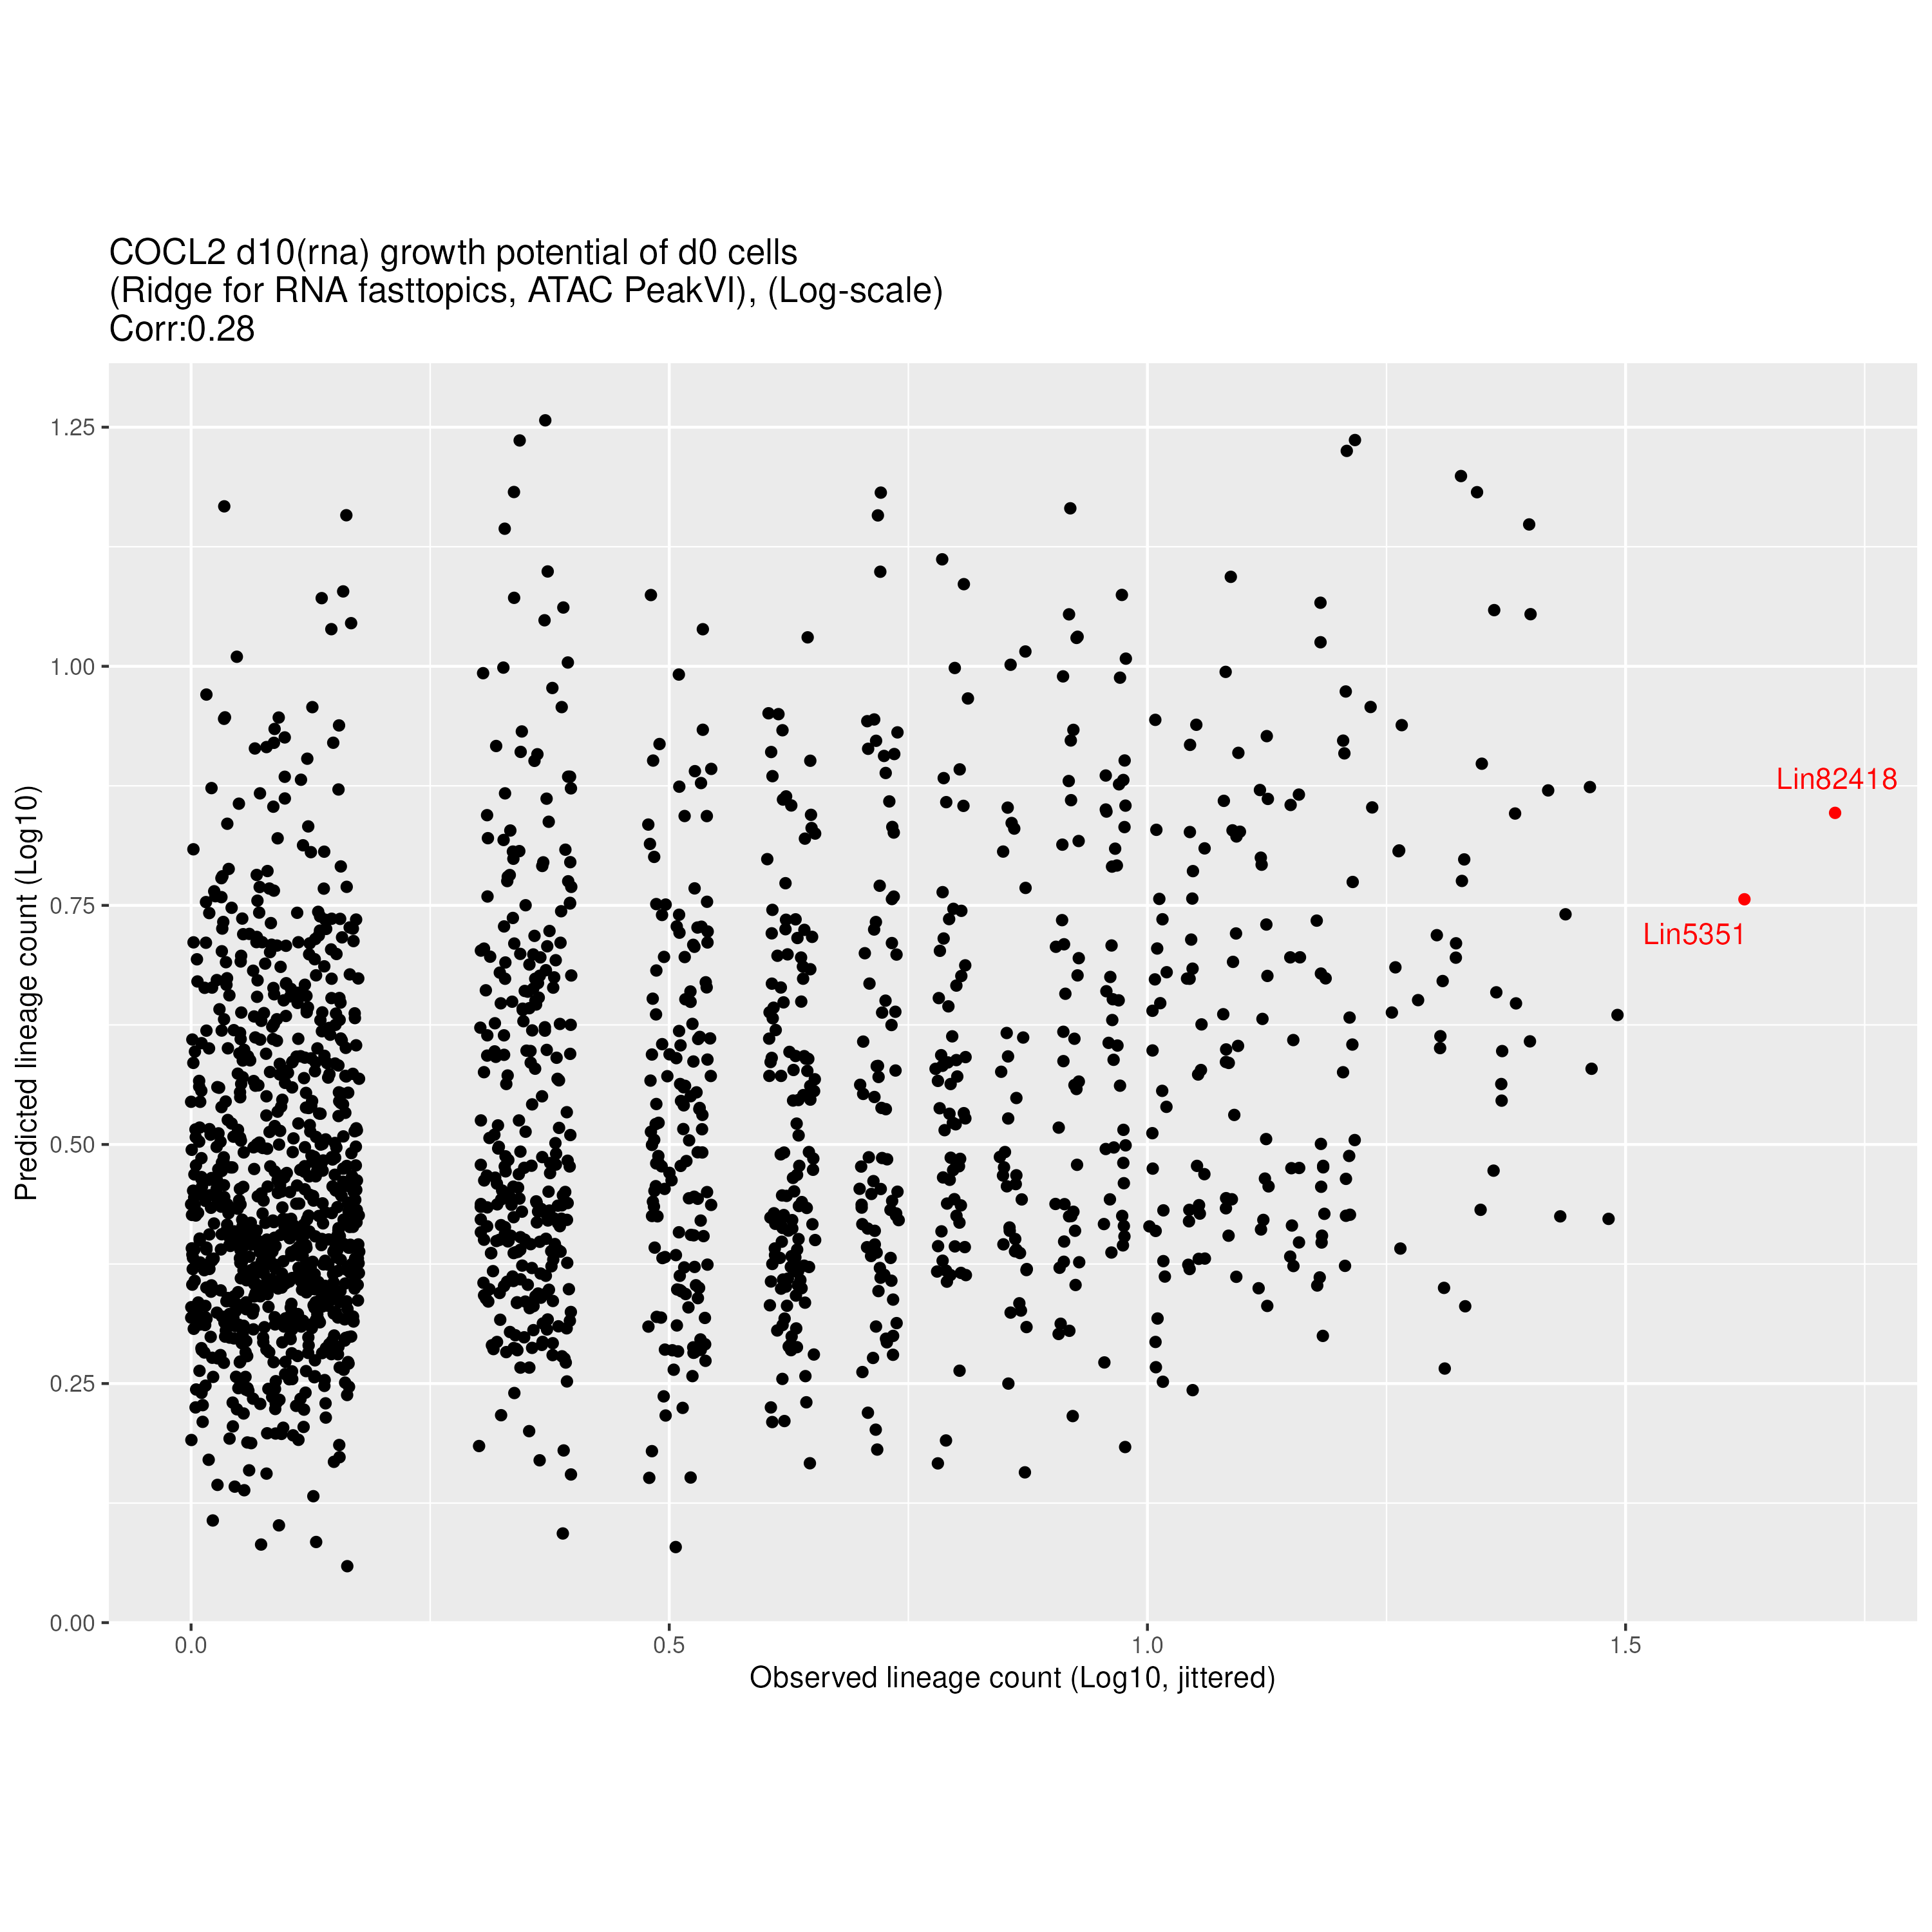 COCL2 d10(rna) growth potential of d0 cells
(Ridge for RNA fasttopics, ATAC PeakVI), (Log-scale)
Corr:0.28
1.25
1.00
Lin82418
0.75
Lin5351
0.50
0.25
0.00
0.0 0.5 1.0 1.5
Observed lineage count (Log10, jittered)
Predicted lineage count (Log10)